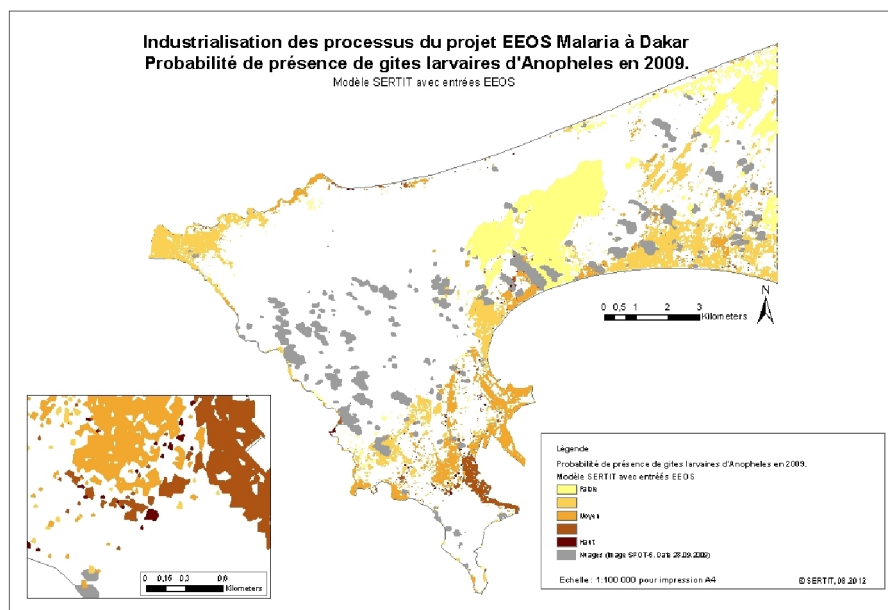 Industrialisation des processus du projet EEOS Malaria à Dakar
Probabilité de présence de gites larvaires d'Anopheles en 2009.
Modèle SERTIT avec entrées EEOS
N
0 0,5 1 2 3
Kilometers
0 0,15 0,3 0,6
Kilometers
Légende
Probabilité de présence de gites larvaires d'Anopheles en 2009.
Modèle SERTIT avec entrées EEOS
Faible
Moyen
Haut
Nuages (Image SPOT-5, Date 28.09.2009)
Echelle : 1:100 000 pour impression A4
© SERTIT, 08.2012